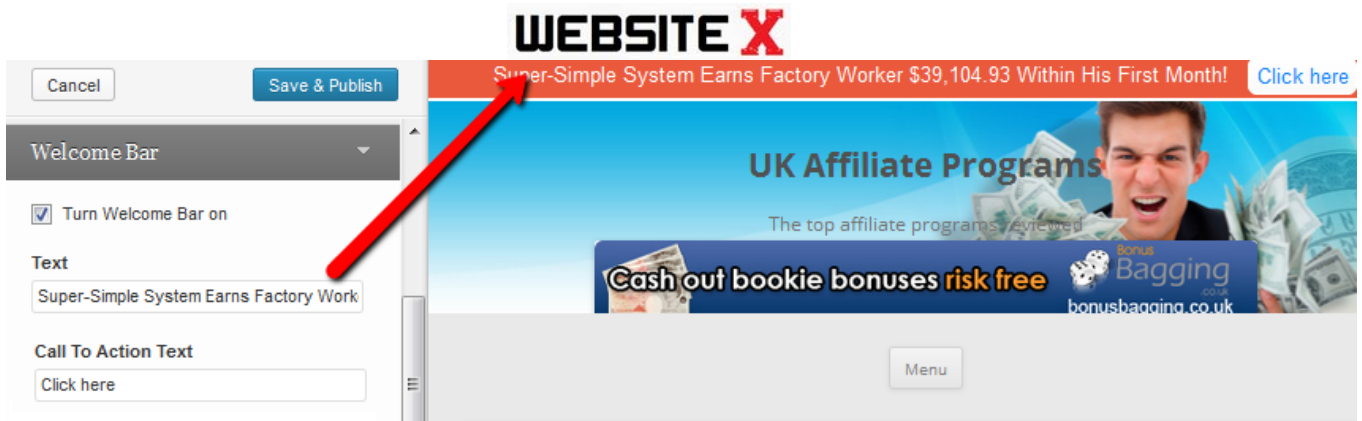 WEBSITE X
Cancel
Save & Publish
Super-Simple System Earns Factory Worker $39,104.93 Within His First Month!
Click here
Welcome Bar
Turn Welcome Bar on
Text
Super-Simple System Earns Factory Work
Call To Action Text
Click here
UK Affiliate Programs
The top affiliate programs reviewed
Cash out bookie bonuses risk free
Bonus
Bagging
.co.uk
bonusbagging.co.uk
Menu